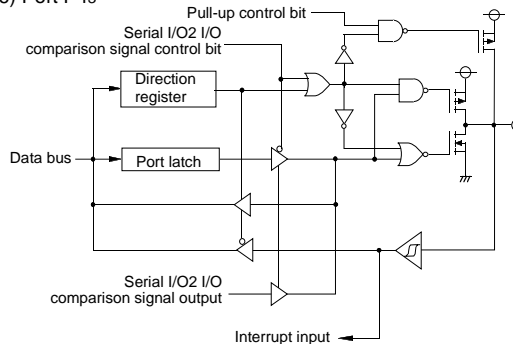 Pull-up control bit
Serial I/O2 I/O
comparison signal control bit
Direction
register
Data bus
Port latch
Serial I/O2 I/O
comparison signal output
Interrupt input